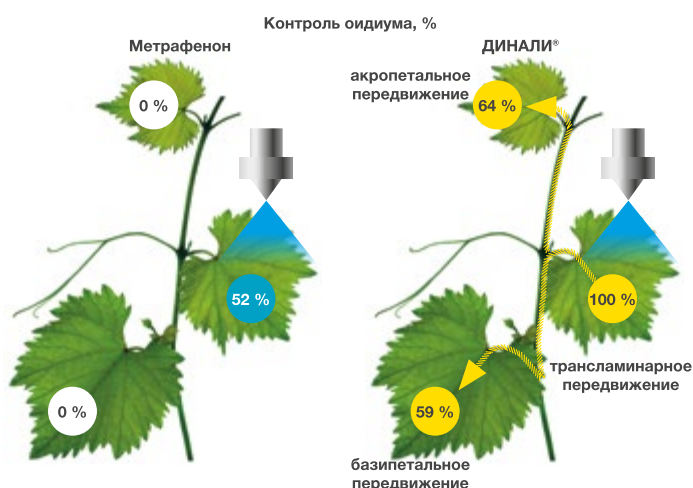 Контроль оидиума, %
Метрафенон
ДИНАЛИ®
акропетальное
передвижение
0 %
64 %
52 %
100 %
трансламинарное
передвижение
0 %
59 %
базипетальное
передвижение